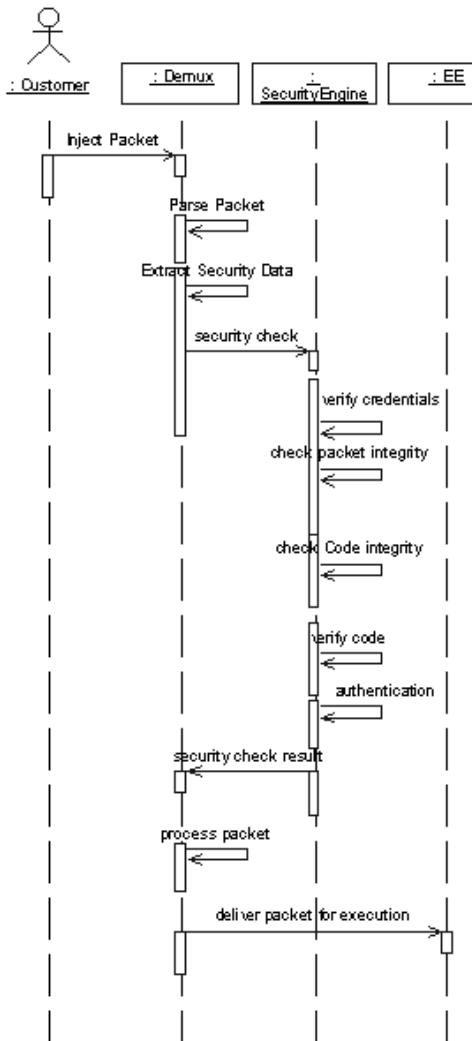 : Customer
: Demux
:
SecurityEngine
: EE
Inject Packet
Parse Packet
Extract Security Data
security check
verify credentials
check packet integrity
check Code integrity
verify code
authentication
security check result
process packet
deliver packet for execution